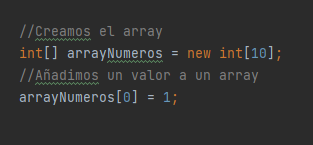 //Creamos el array
int[] arrayNumeros = new int[10];
//Añadimos un valor a un array
arrayNumeros[0] = 1;